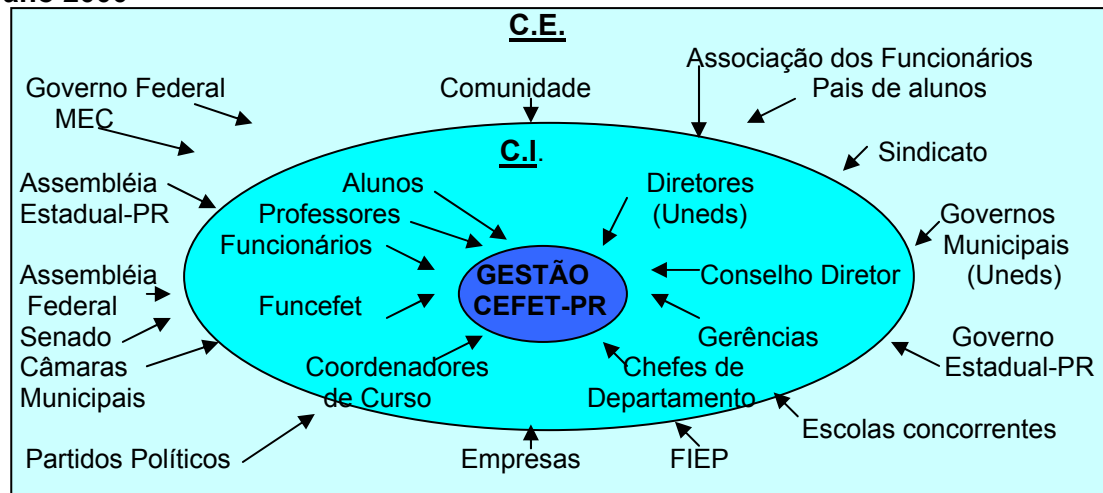 C.E.
Associação dos Funcionários
Pais de alunos
Governo Federal
MEC
Comunidade
Sindicato
C.I.
Assembléia
Estadual-PR
Alunos
Professores
Funcionários
Diretores
(Uneds)
Governos
Municipais
(Uneds)
Assembléia
Federal
Senado
Câmaras
Municipais
Funcefet
GESTÃO
CEFET-PR
Conselho Diretor
Gerências
Coordenadores
de Curso
Chefes de
Departamento
Governo
Estadual-PR
Escolas concorrentes
Partidos Políticos
Empresas
FIEP